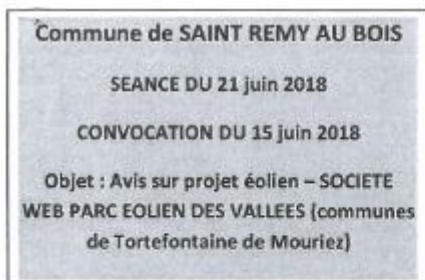 Commune de SAINT REMY AU BOIS
SEANCE DU 21 juin 2018
CONVOCATION DU 15 juin 2018
Objet : Avis sur projet éolien – SOCIETE
WEB PARC EOLIEN DES VALLEES (communes
de Tortefontaine de Mouriez)